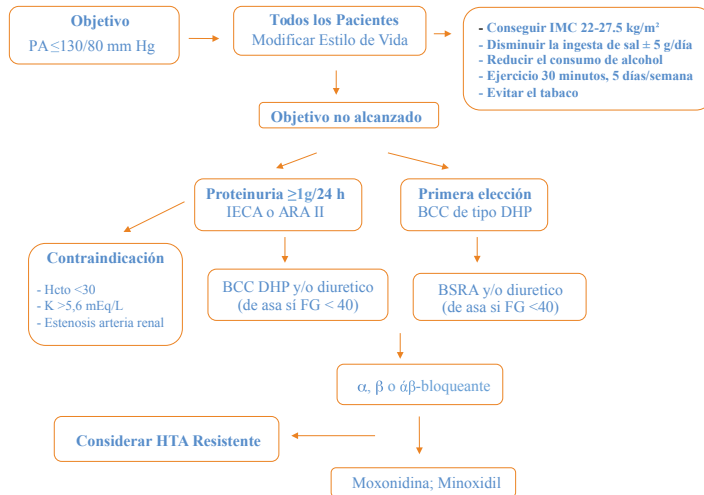 Objetivo
PA ≤130/80 mm Hg
Todos los Pacientes
Modificar Estilo de Vida
- Conseguir IMC 22-27.5 kg/m²
- Disminuir la ingesta de sal ± 5 g/día
- Reducir el consumo de alcohol
- Ejercicio 30 minutos, 5 días/semana
- Evitar el tabaco
Objetivo no alcanzado
Proteinuria ≥1g/24 h
IECA o ARA II
Primera elección
BCC de tipo DHP
Contraindicación
- Hcto <30
- K >5,6 mEq/L
- Estenosis arteria renal
BCC DHP y/o diuretico
(de asa sí FG < 40)
BSRA y/o diuretico
(de asa si FG <40)
α, β o άβ-bloqueante
Considerar HTA Resistente
Moxonidina; Minoxidil